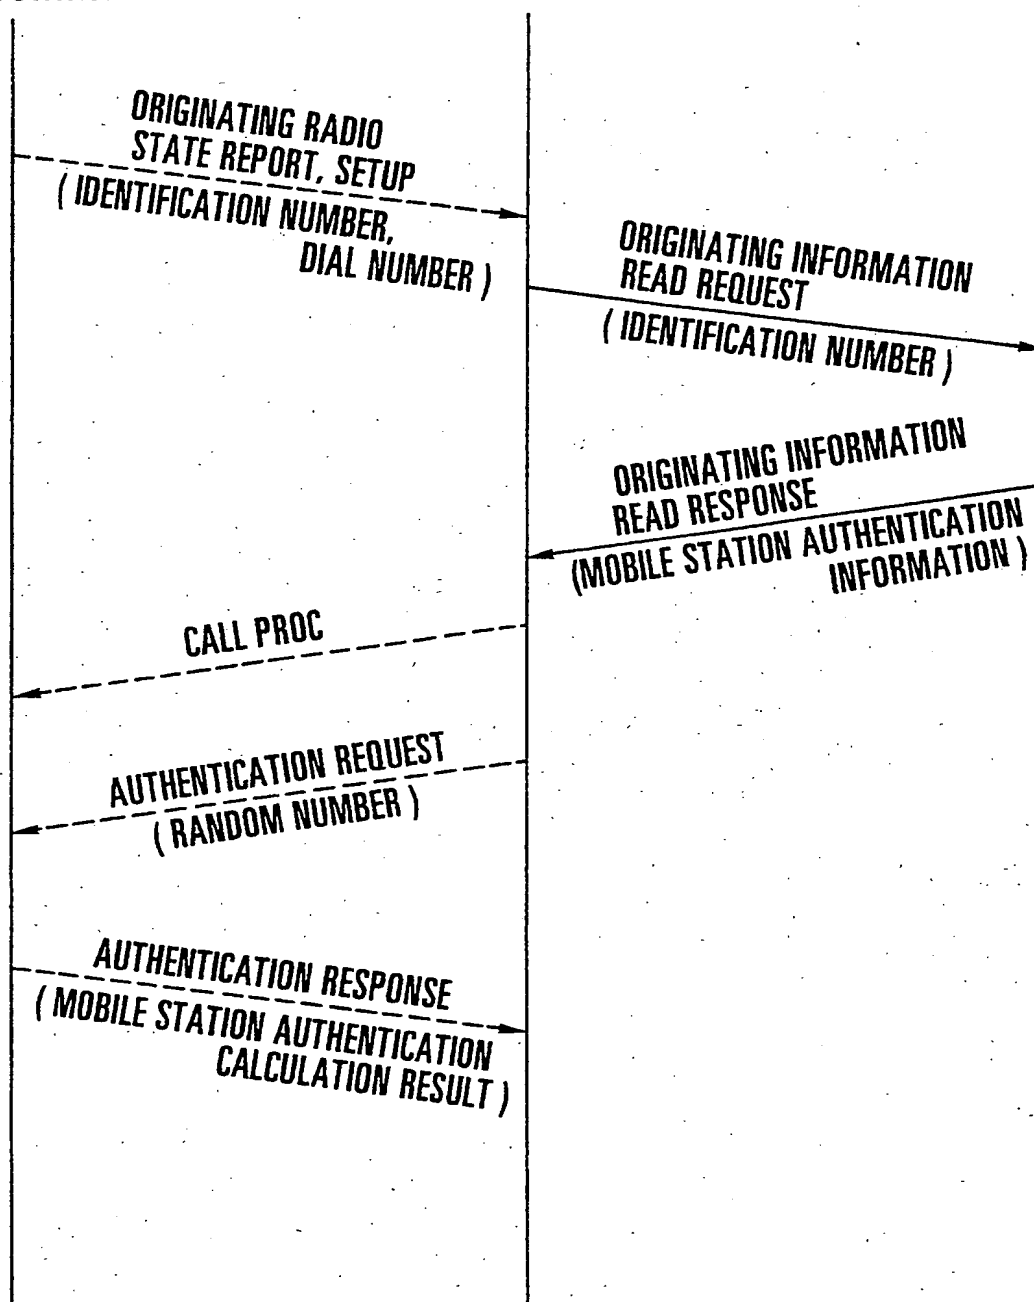 ORIGINATING RADIO
STATE REPORT, SETUP
( IDENTIFICATION NUMBER,
DIAL NUMBER )
ORIGINATING INFORMATION
READ REQUEST
( IDENTIFICATION NUMBER )
ORIGINATING INFORMATION
READ RESPONSE
(MOBILE STATION AUTHENTICATION
INFORMATION )
CALL PROC
AUTHENTICATION REQUEST
( RANDOM NUMBER )
AUTHENTICATION RESPONSE
( MOBILE STATION AUTHENTICATION
CALCULATION RESULT )